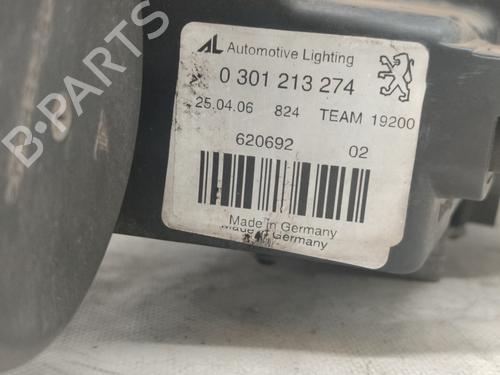 AL Automotive Lighting
0 301 213 274
25.04.06 824 TEAM 19200
620692 02
Made in Germany
Made in Germany
B-PARTS